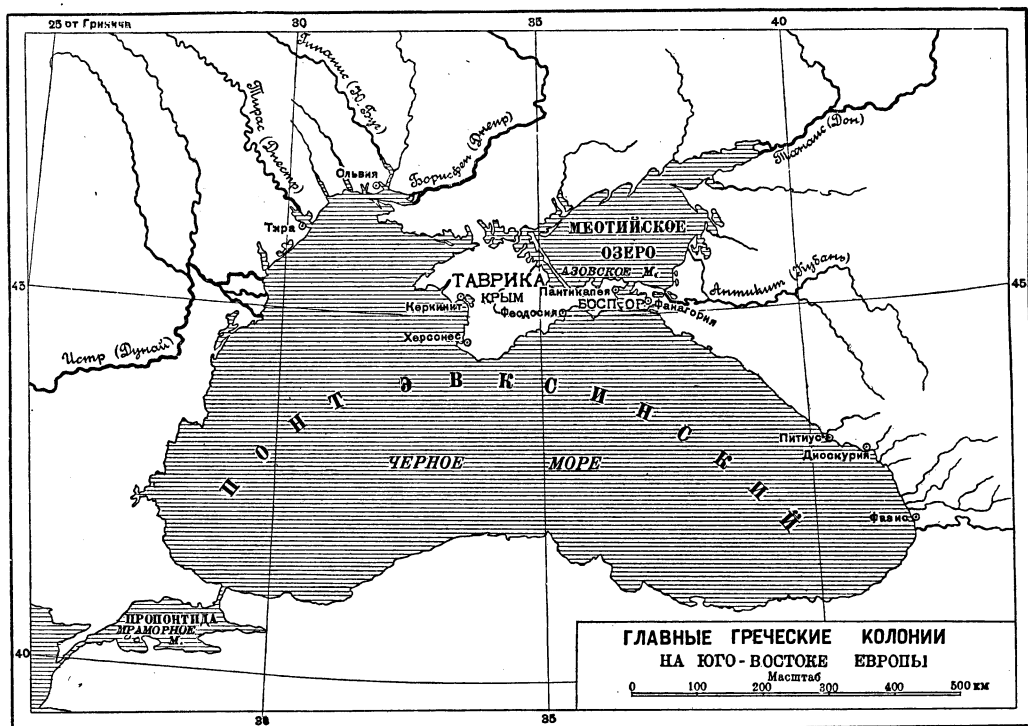 25 от Гринича 30 35 40
Гипанис (Ю. Буг)
Тирас (Днестр)
Борисфен (Днепр)
Танаис (Дон)
Ольвия
Тира
МЕОТИЙСКОЕ
ОЗЕРО
АЗОВСКОЕ М.
ТАВРИКА
КРЫМ
Керкинит
Пантикапея
БОСПОР
Фанагория
Феодосия
Антикит (Кубань)
45
45
Херсонес
Истр (Дунай)
ПОНТ ЭВКСИНСКИЙ
ЧЕРНОЕ МОРЕ
Питиус
Диоскурия
Фазис
ПРОПОНТИДА
МРАМОРНОЕ
М.
40
ГЛАВНЫЕ ГРЕЧЕСКИЕ КОЛОНИИ
НА ЮГО-ВОСТОКЕ ЕВРОПЫ
Масштаб
0 100 200 300 400 500 км
35